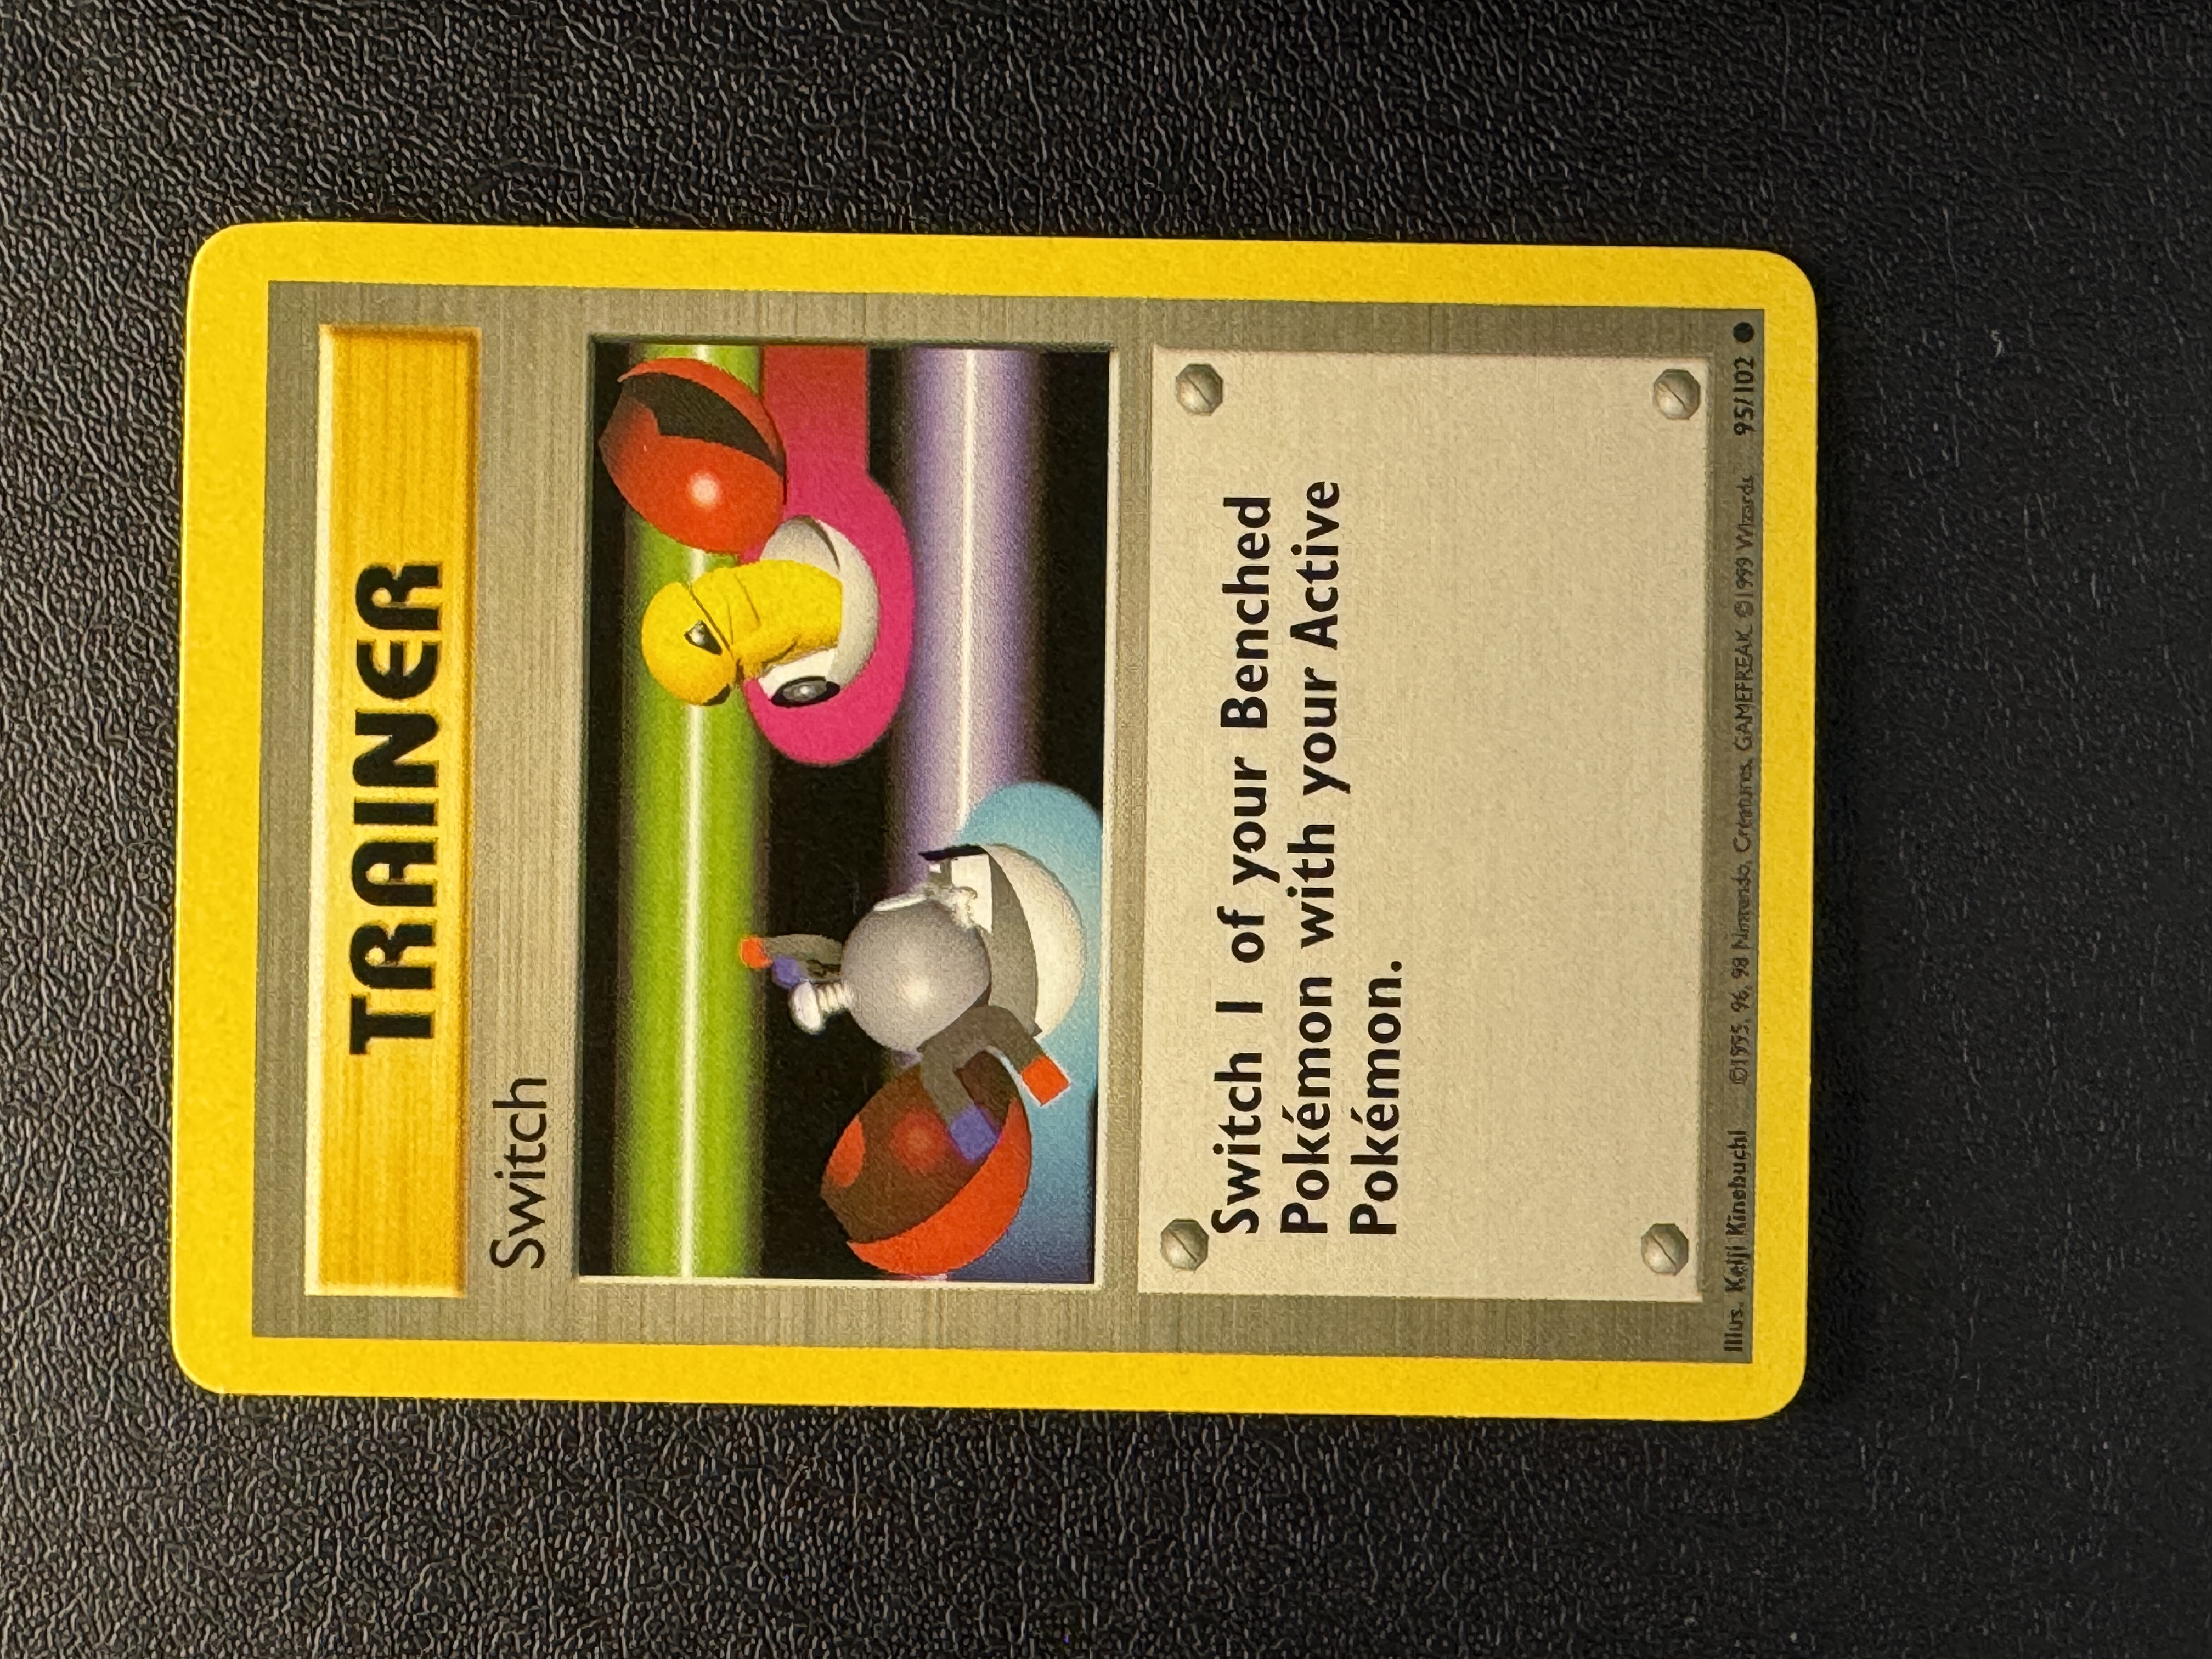 TRAINER
Switch
Switch 1 of your Benched
Pokémon with your Active
Pokémon.
Illus. Keiji Kinebuchi ©1995, 96, 98 Nintendo, Creatures, GAMEFREAK. ©1999 Wizards. 95/102 ●